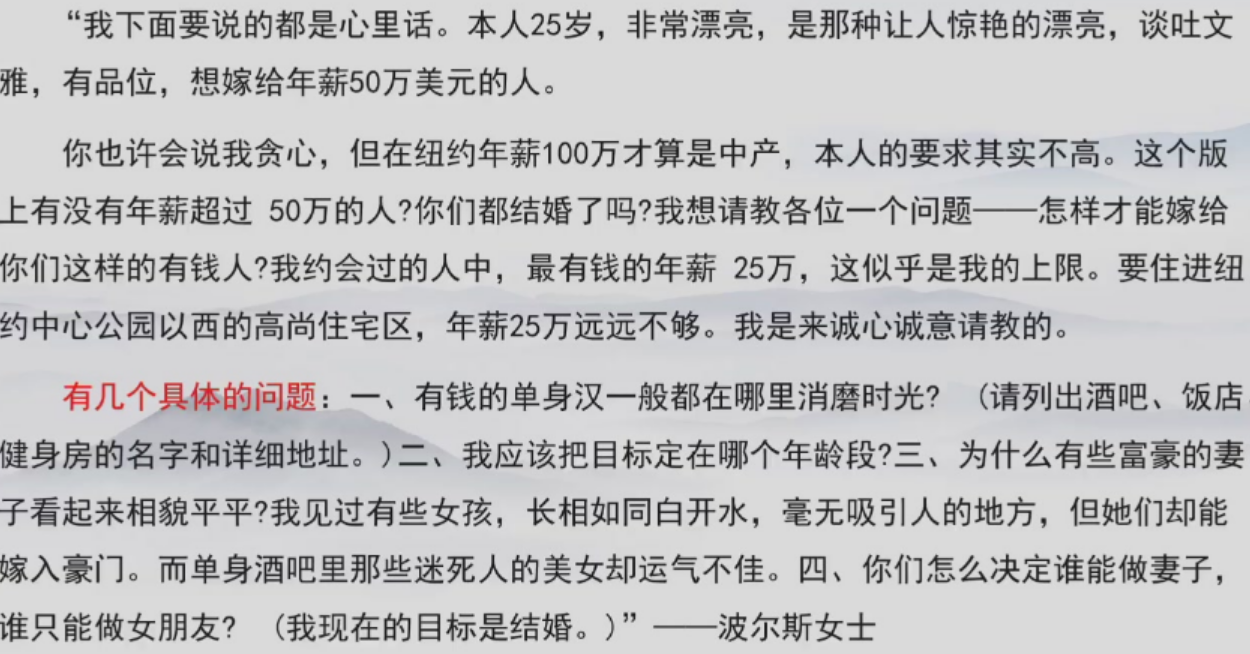 “我下面要说的都是心里话。本人25岁，非常漂亮，是那种让人惊艳的漂亮，谈吐文
雅，有品位，想嫁给年薪50万美元的人。
你也许会说我贪心，但在纽约年薪100万才算是中产，本人的要求其实不高。这个版
上有没有年薪超过 50万的人?你们都结婚了吗?我想请教各位一个问题——怎样才能嫁给
你们这样的有钱人?我约会过的人中，最有钱的年薪 25万，这似乎是我的上限。要住进纽
约中心公园以西的高尚住宅区，年薪25万远远不够。我是来诚心诚意请教的。
有几个具体的问题：一、有钱的单身汉一般都在哪里消磨时光? （请列出酒吧、饭店
健身房的名字和详细地址。）二、我应该把目标定在哪个年龄段?三、为什么有些富豪的妻
子看起来相貌平平?我见过有些女孩，长相如同白开水，毫无吸引人的地方，但她们却能
嫁入豪门。而单身酒吧里那些迷死人的美女却运气不佳。四、你们怎么决定谁能做妻子，
谁只能做女朋友? （我现在的目标是结婚。）”——波尔斯女士